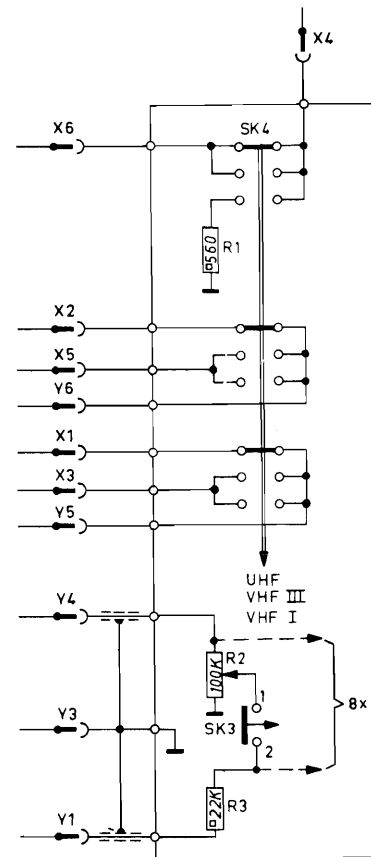 X4
X6
SK4
560
R1
X2
X5
Y6
X1
X3
Y5
UHF
VHF III
VHF I
Y4
R2
100K
1
8x
Y3
SK3
2
22K
R3
Y1